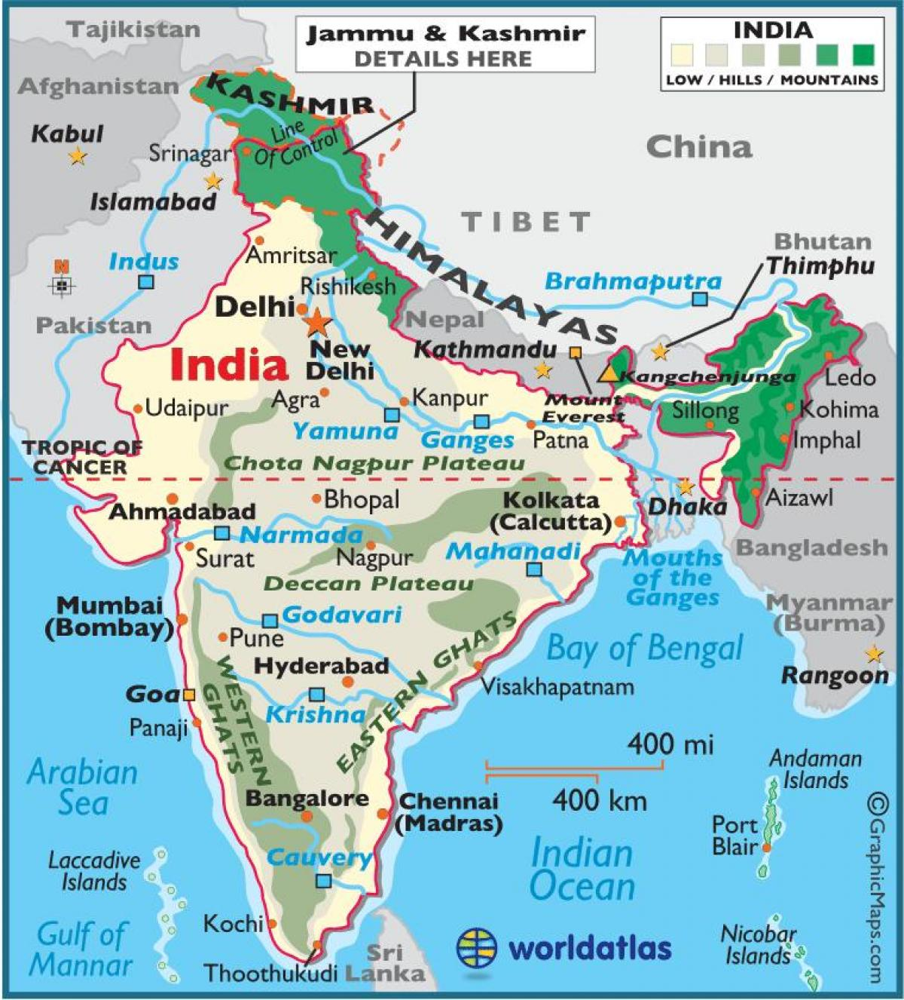 Tajikistan
Jammu & Kashmir
DETAILS HERE
INDIA
LOW / HILLS / MOUNTAINS
Afghanistan
KASHMIR
Kabul
Line
Of Control
Srinagar
China
Islamabad
TIBET
HIMALAYAS
Bhutan
Thimphu
Amritsar
Indus
N
Brahmaputra
Rishikesh
Delhi
Pakistan
Nepal
Kathmandu
India
New
Delhi
Kangchenjunga
Ledo
Agra
Kanpur
Mount
Everest
Udaipur
Sillong
Kohima
Yamuna
Ganges
Patna
Imphal
TROPIC OF
CANCER
Chota Nagpur Plateau
Ahmadabad
Bhopal
Kolkata
(Calcutta)
Dhaka
Aizawl
Narmada
Surat
Nagpur
Mahanadi
Bangladesh
Mouths
of the
Ganges
Deccan Plateau
Mumbai
(Bombay)
Godavari
Myanmar
(Burma)
Pune
EASTERN GHATS
Bay of Bengal
Hyderabad
WESTERN
GHATS
Rangoon
Goa
Krishna
Visakhapatnam
Panaji
400 mi
400 km
Arabian
Sea
Andaman
Islands
Bangalore
Chennai
(Madras)
Port
Blair
Indian
Ocean
Cauvery
Laccadive
Islands
Kochi
Gulf of
Mannar
Nicobar
Islands
worldatlas
Sri
Lanka
Thoothukudi
©GraphicMaps.com